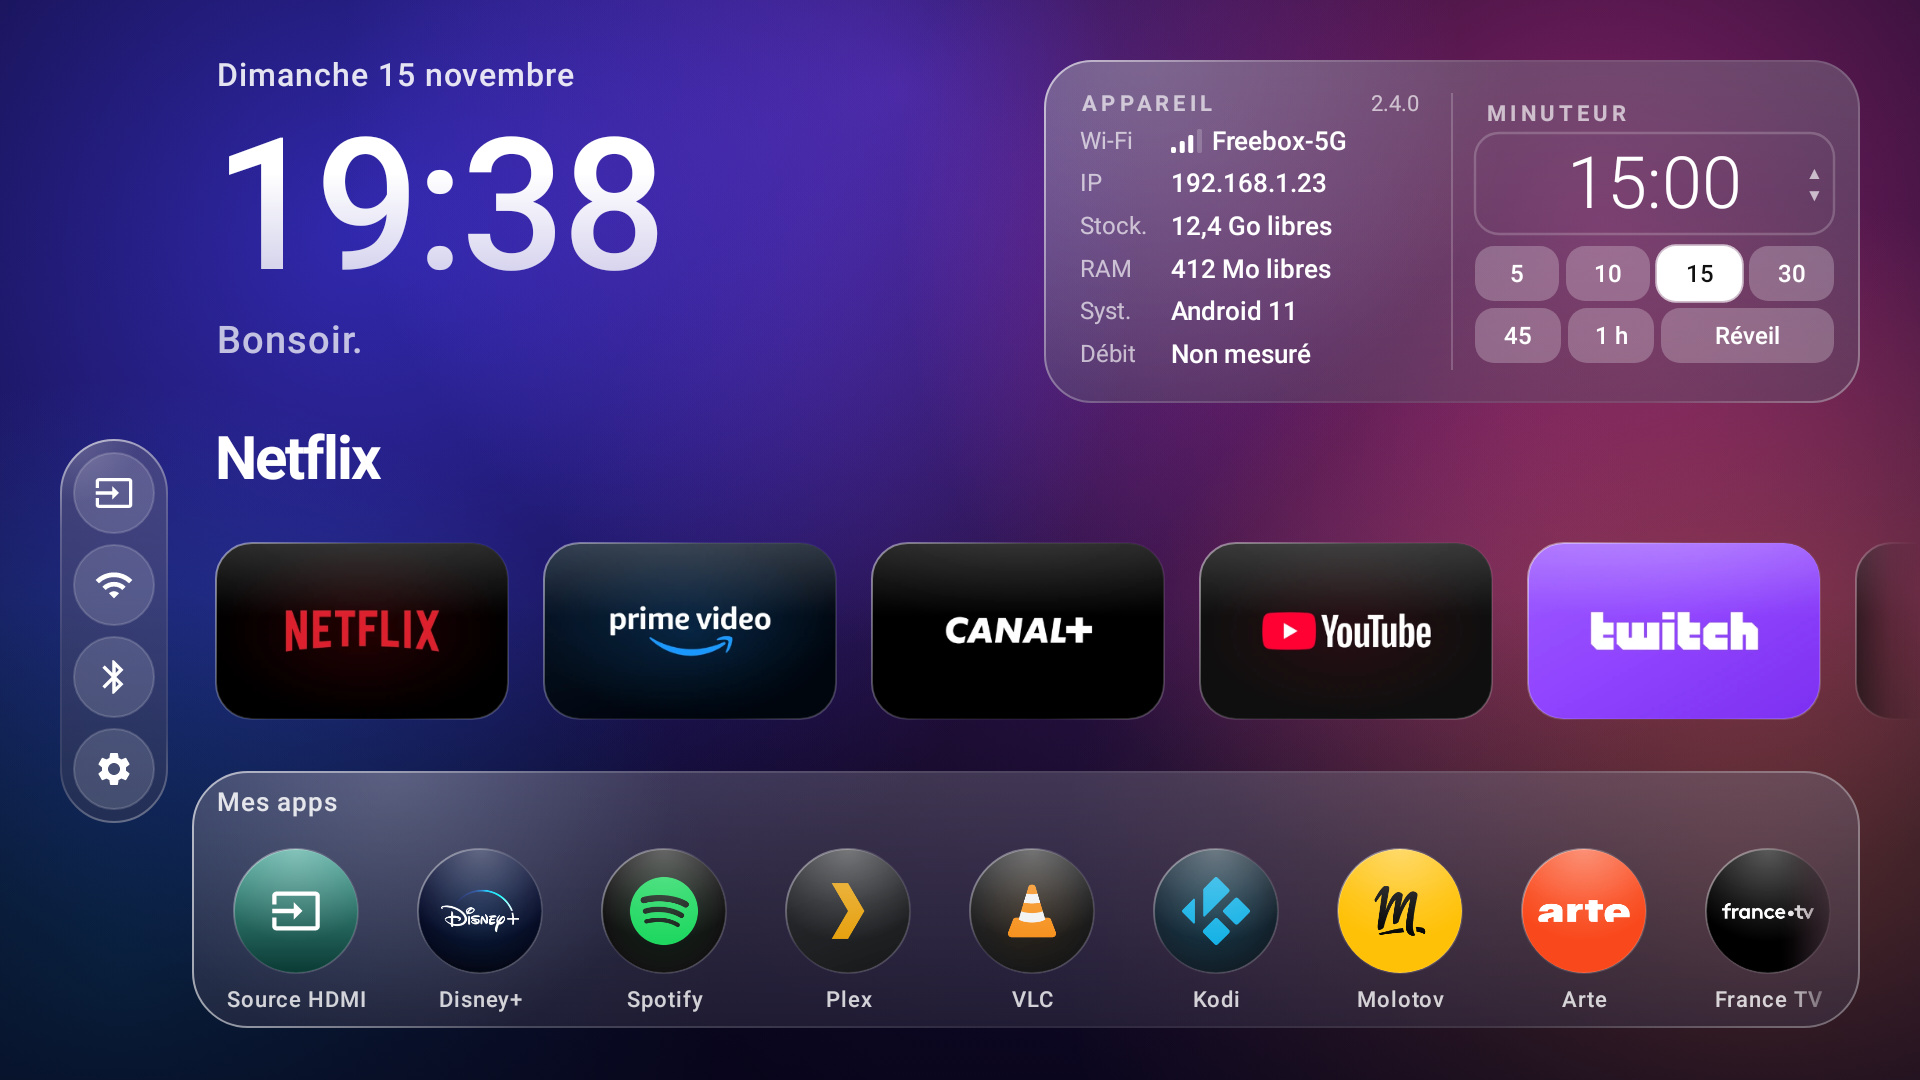 Dimanche 15 novembre
19:38
Bonsoir.
APPAREIL 2.4.0
Wi-Fi Freebox-5G
IP 192.168.1.23
Stock. 12,4 Go libres
RAM 412 Mo libres
Syst. Android 11
Débit Non mesuré
MINUTEUR
15:00
5 10 15 30
45 1 h Réveil
Netflix
NETFLIX
prime video
CANAL+
YouTube
twitch
Mes apps
Disney+
M.
arte
france•tv
Source HDMI Disney+ Spotify Plex VLC Kodi Molotov Arte France TV